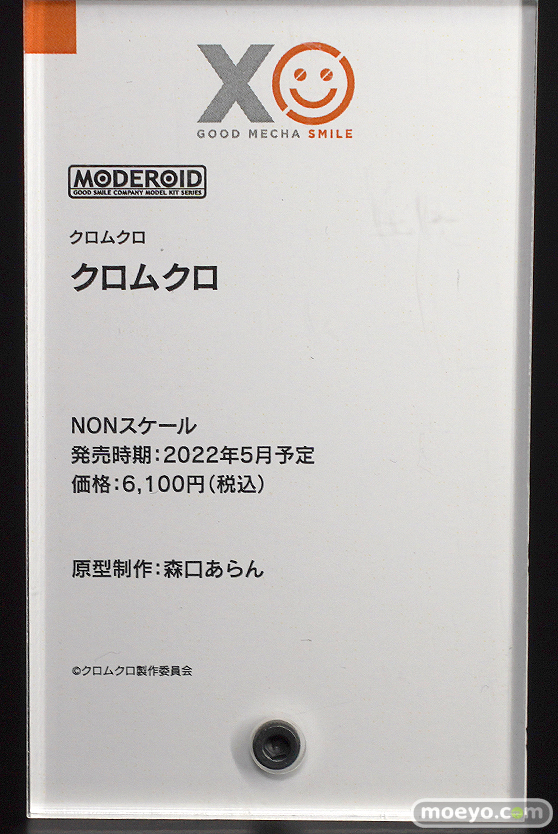 XO
GOOD MECHA SMILE
MODEROID
GOOD SMILE COMPANY MODEL KIT SERIES
クロムクロ
クロムクロ
NONスケール
発売時期：2022年5月予定
価格：6,100円（税込）
原型制作：森口あらん
©クロムクロ製作委員会
moeyo.com